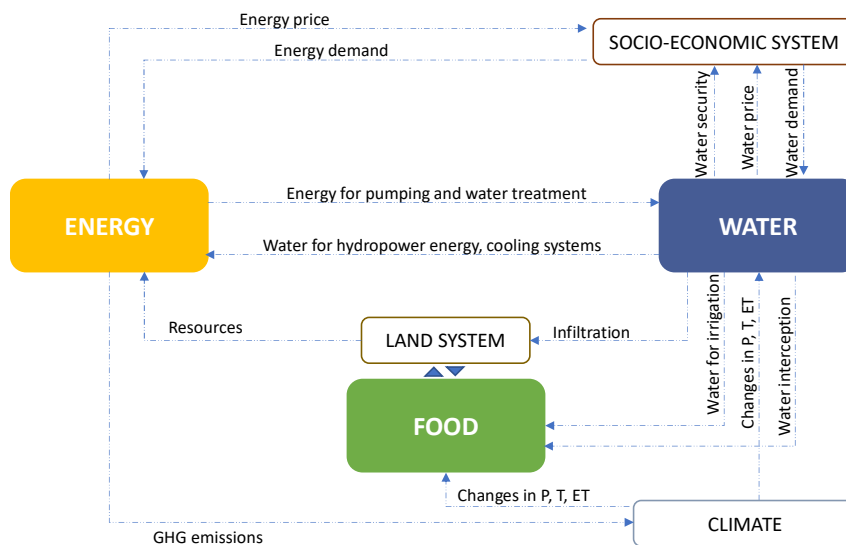 Energy price
SOCIO-ECONOMIC SYSTEM
Energy demand
Water security
Water price
Water demand
ENERGY
Energy for pumping and water treatment
WATER
Water for hydropower energy, cooling systems
Resources
LAND SYSTEM
Infiltration
Water for irrigation
Changes in P, T, ET
Water interception
FOOD
Changes in P, T, ET
CLIMATE
GHG emissions